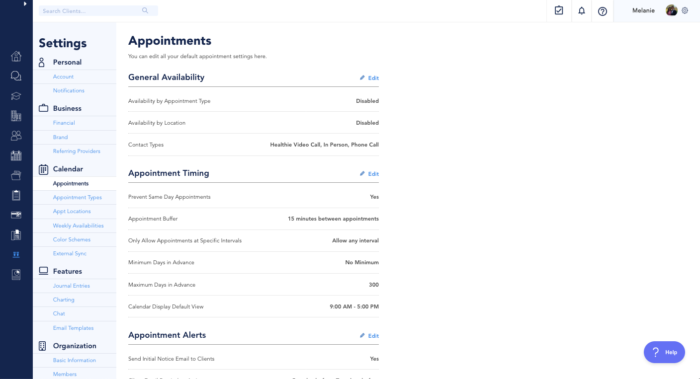 Search Clients...
Melanie
Settings
Personal
Account
Notifications
Business
Financial
Brand
Referring Providers
Calendar
Appointments
Appointment Types
Appt Locations
Weekly Availabilities
Color Schemes
External Sync
Features
Journal Entries
Charting
Chat
Email Templates
Organization
Basic Information
Members
Appointments
You can edit all your default appointment settings here.
General Availability Edit
Availability by Appointment Type Disabled
Availability by Location Disabled
Contact Types Healthie Video Call, In Person, Phone Call
Appointment Timing Edit
Prevent Same Day Appointments Yes
Appointment Buffer 15 minutes between appointments
Only Allow Appointments at Specific Intervals Allow any interval
Minimum Days in Advance No Minimum
Maximum Days in Advance 300
Calendar Display Default View 9:00 AM - 5:00 PM
Appointment Alerts Edit
Send Initial Notice Email to Clients Yes
? Help